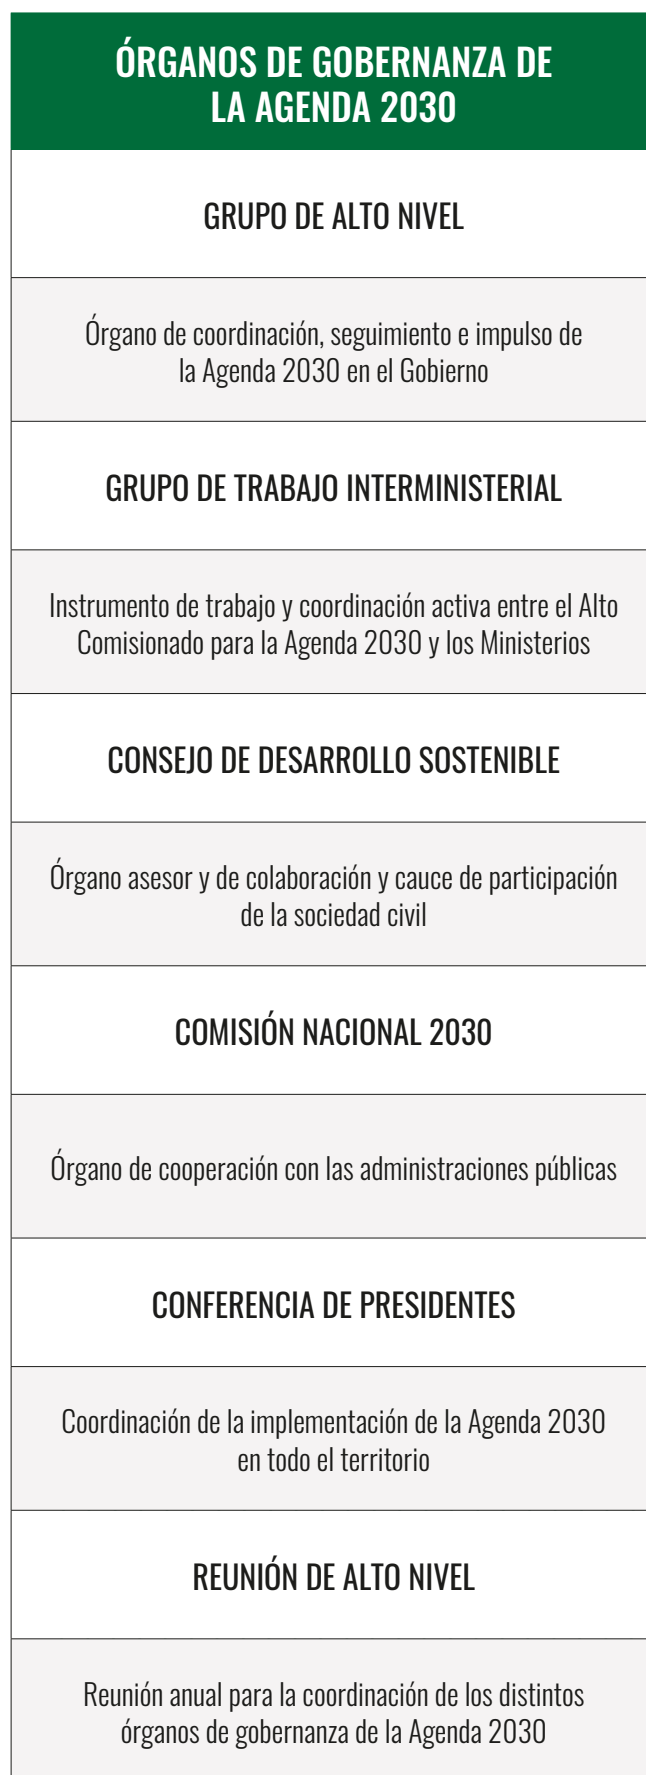 ÓRGANOS DE GOBERNANZA DE
LA AGENDA 2030
GRUPO DE ALTO NIVEL
Órgano de coordinación, seguimiento e impulso de
la Agenda 2030 en el Gobierno
GRUPO DE TRABAJO INTERMINISTERIAL
Instrumento de trabajo y coordinación activa entre el Alto
Comisionado para la Agenda 2030 y los Ministerios
CONSEJO DE DESARROLLO SOSTENIBLE
Órgano asesor y de colaboración y cauce de participación
de la sociedad civil
COMISIÓN NACIONAL 2030
Órgano de cooperación con las administraciones públicas
CONFERENCIA DE PRESIDENTES
Coordinación de la implementación de la Agenda 2030
en todo el territorio
REUNIÓN DE ALTO NIVEL
Reunión anual para la coordinación de los distintos
órganos de gobernanza de la Agenda 2030